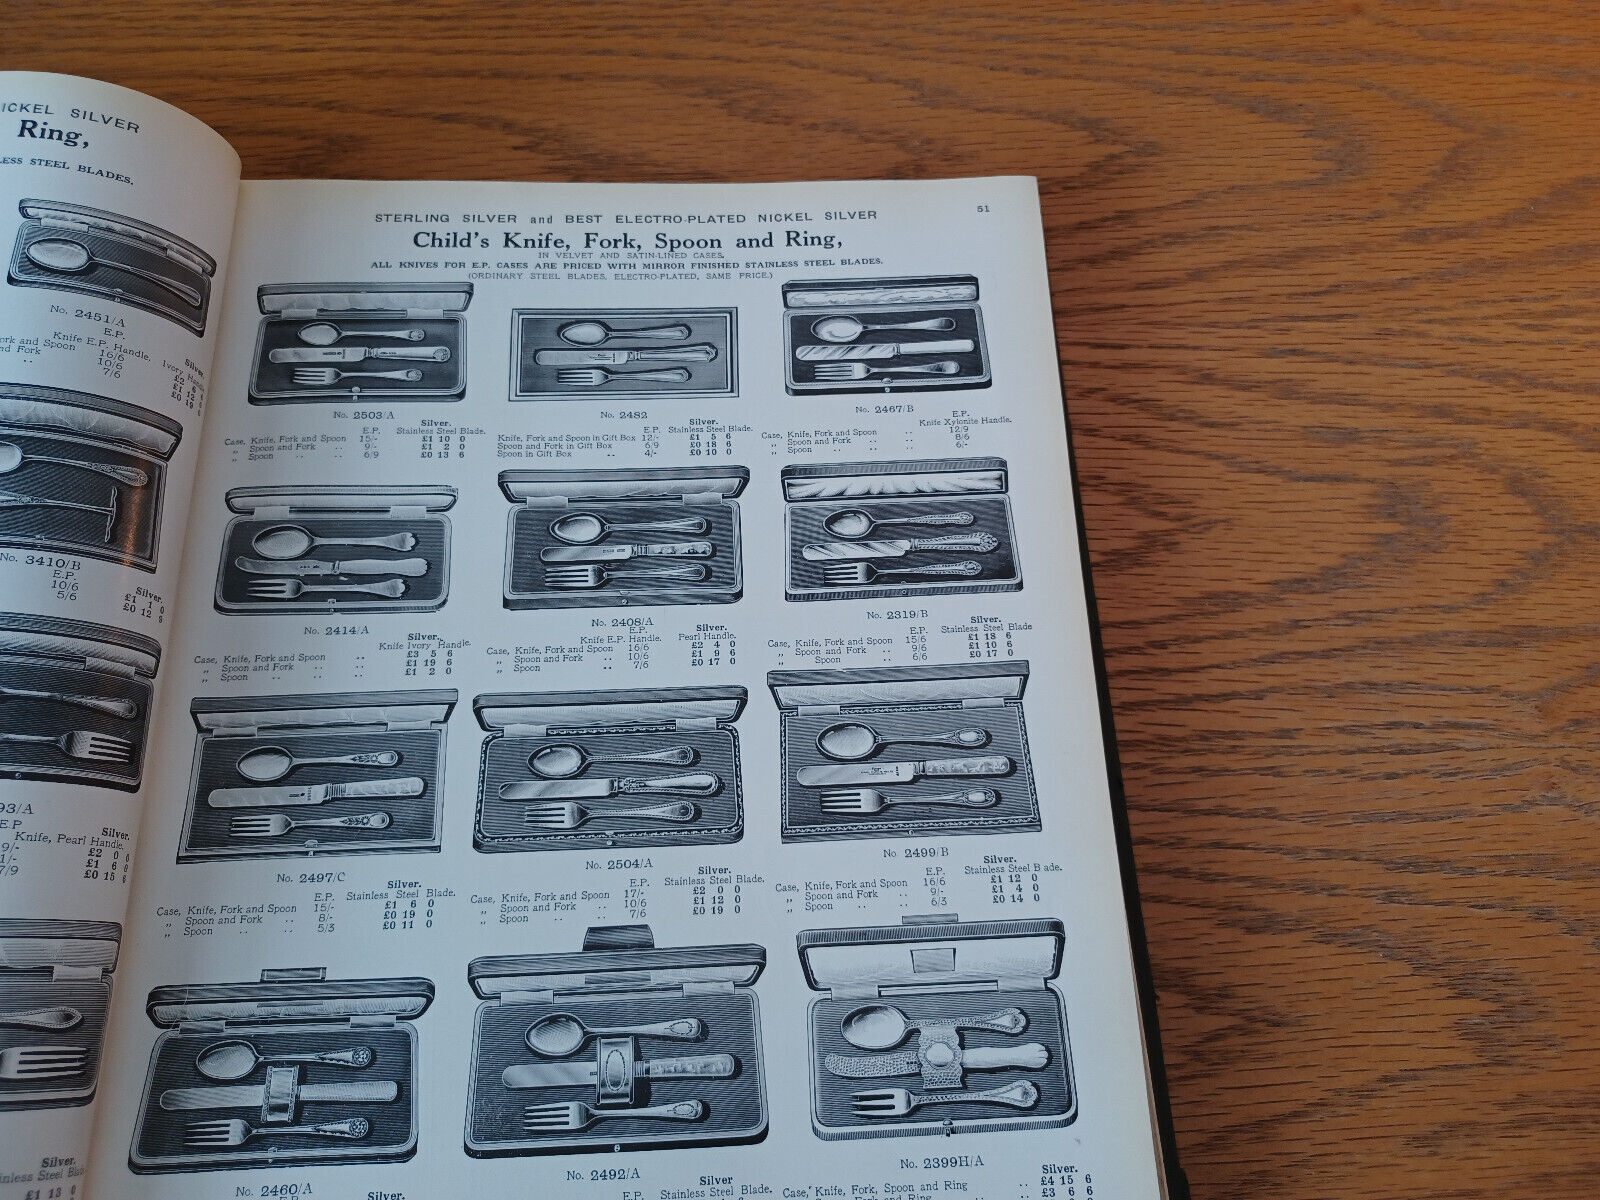 NICKEL SILVER
Ring,
STEEL BLADES.
No. 2451/A
E.P.
Knife E.P. Handle. 16/6
Fork and Spoon 10/6
and Fork .. 7/6
Silver.
No. 3410/B
E.P.
10/6
5/6
Silver.
£1 1 0
£0 12 9
93/A
E.P
Silver.
Knife, Pearl Handle.
9/- £2 0 0
1/- £1 6 0
7/9 £0 15 6
Silver.
Stainless Steel
£1 13 0
51
STERLING SILVER and BEST ELECTRO-PLATED NICKEL SILVER
Child's Knife, Fork, Spoon and Ring,
IN VELVET AND SATIN-LINED CASES.
ALL KNIVES FOR E.P. CASES ARE PRICED WITH MIRROR FINISHED STAINLESS STEEL BLADES.
(ORDINARY STEEL BLADES, ELECTRO-PLATED, SAME PRICE.)
No. 2503/A
Silver.
E.P. Stainless Steel Blade.
Case, Knife, Fork and Spoon 15/- £1 10 0
„ Spoon and Fork .. 9/- £1 2 0
„ Spoon .. .. 6/9 £0 13 6
No. 2482
Silver.
E.P. Stainless Steel Blade.
Knife, Fork and Spoon in Gift Box 12/- £1 5 6
Spoon and Fork in Gift Box 6/9 £0 18 6
Spoon in Gift Box .. 4/- £0 10 0
No. 2467/B
E.P.
Knife Xylonite Handle.
Case, Knife, Fork and Spoon .. 12/9
„ Spoon and Fork .. .. 8/6
„ Spoon .. .. .. 6/-
No. 2414/A
Silver.
Knife Ivory Handle.
Case, Knife, Fork and Spoon .. £3 5 6
„ Spoon and Fork .. .. £1 19 6
„ Spoon .. .. .. £1 2 0
No. 2408/A
E.P. Silver.
Knife E.P. Handle. Pearl Handle.
Case, Knife, Fork and Spoon 16/6 £2 4 0
„ Spoon and Fork .. 10/6 £1 9 6
„ Spoon .. .. 7/6 £0 17 0
No. 2319/B
Silver.
E.P. Stainless Steel Blade
Case, Knife, Fork and Spoon 15/6 £1 18 6
„ Spoon and Fork .. 9/6 £1 10 6
„ Spoon .. .. 6/6 £0 17 0
No. 2497/C
Silver.
E.P. Stainless Steel Blade.
Case, Knife, Fork and Spoon 15/- £1 6 0
„ Spoon and Fork .. 8/- £0 19 0
„ Spoon .. .. 5/3 £0 11 0
No. 2504/A
Silver.
E.P. Stainless Steel Blade.
Case, Knife, Fork and Spoon 17/- £2 0 0
„ Spoon and Fork .. 10/6 £1 12 0
„ Spoon .. .. 7/6 £0 19 0
No. 2499/B
Silver.
E.P. Stainless Steel B ade.
Case, Knife, Fork and Spoon 16/6 £1 12 0
„ Spoon and Fork .. 9/- £1 4 0
„ Spoon .. .. 6/3 £0 14 0
No. 2460/A
E.P. Silver.
No. 2492/A
Silver
E.P. Stainless Steel Blade.
No. 2399H/A
Silver.
Case, Knife, Fork, Spoon and Ring .. £4 15 6
Fork and Ring .. £3 6 6